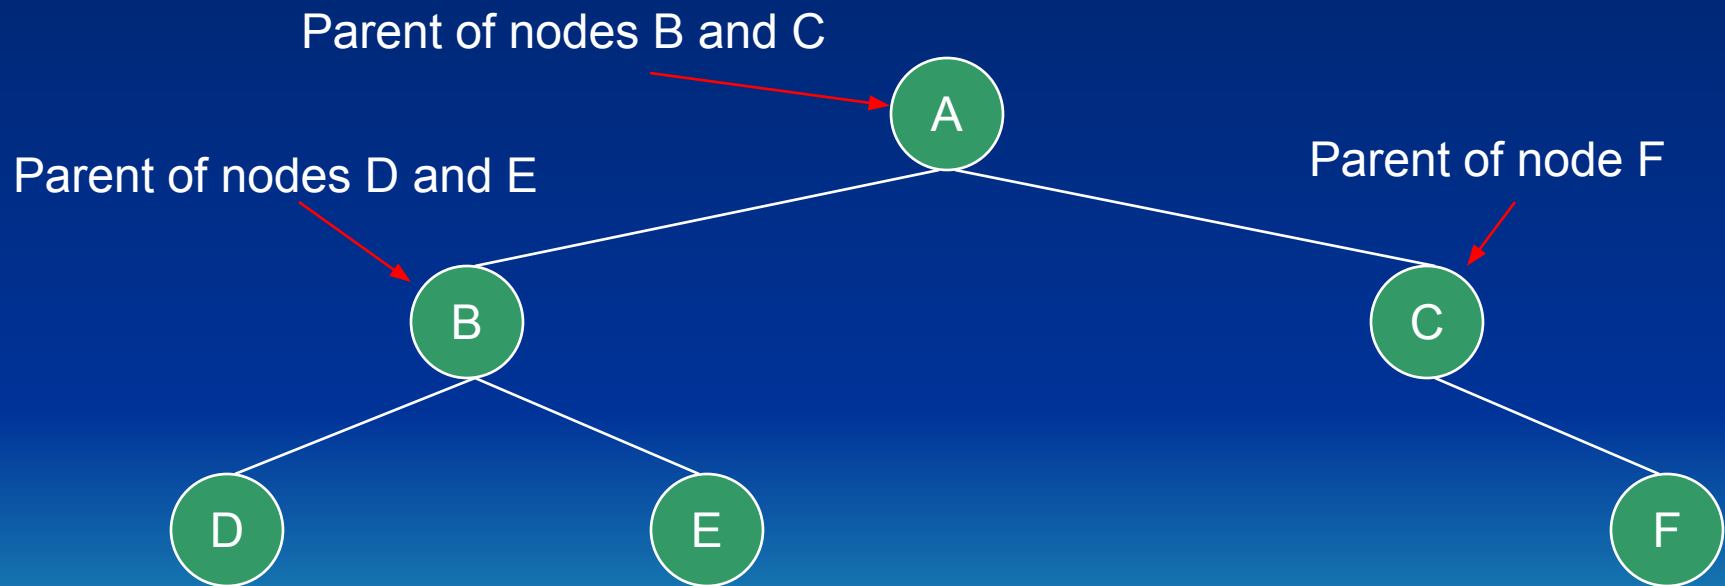 Parent of nodes B and C
A
Parent of node F
Parent of nodes D and E
B
C
D
E
F